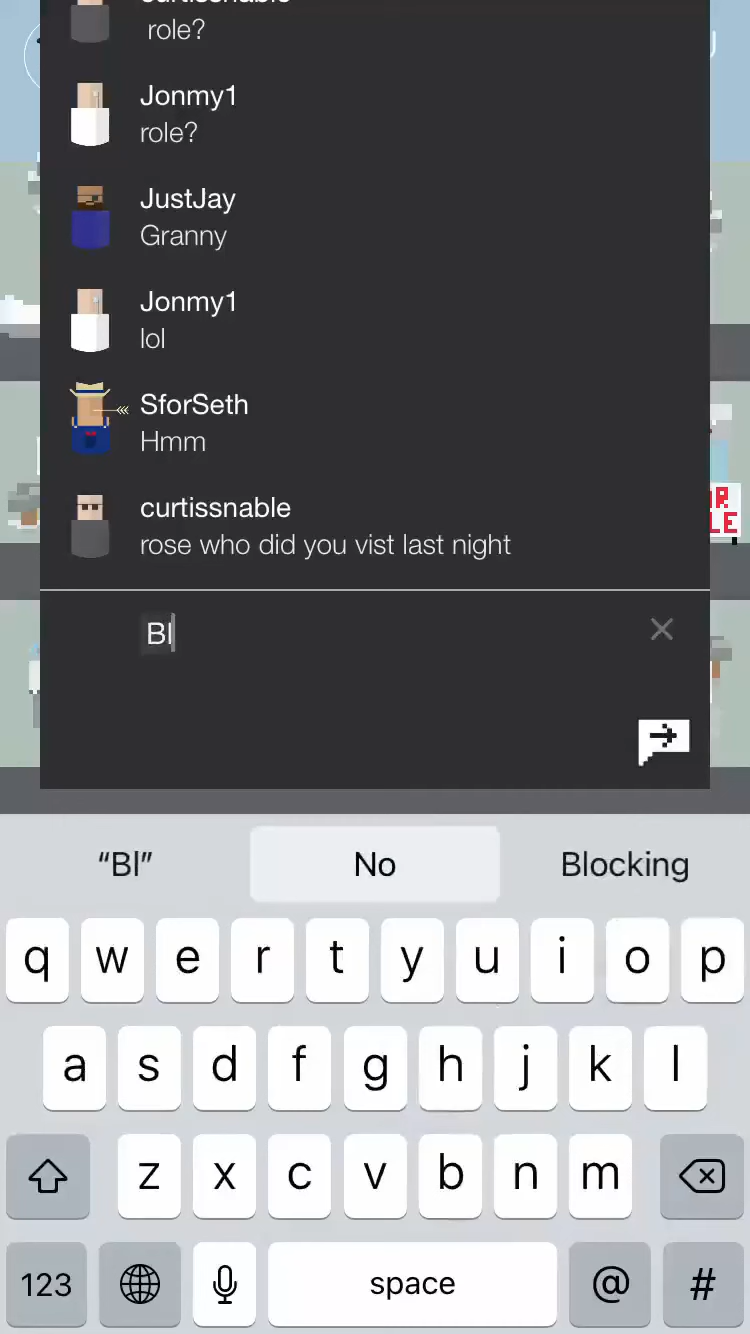 role?
Jonmy1
role?
JustJay
Granny
Jonmy1
lol
SforSeth
Hmm
curtissnable
rose who did you vist last night
Bl
“Bl” No Blocking
q w e r t y u i o p
a s d f g h j k l
z x c v b n m
123 space @ #